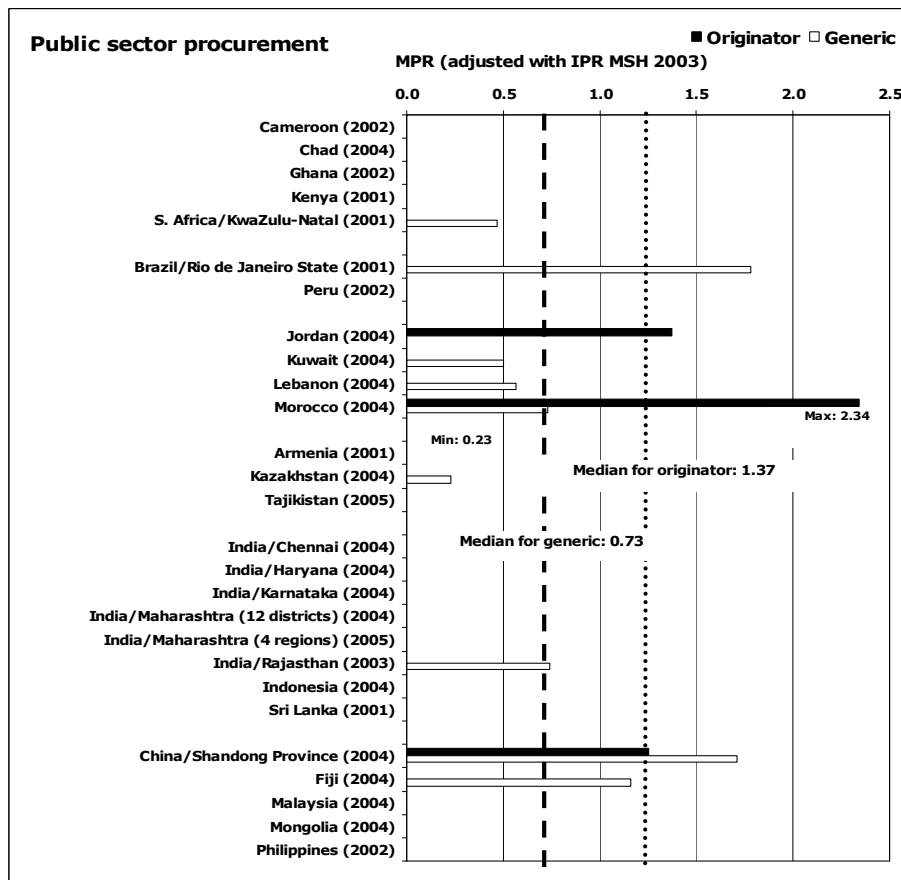 Public sector procurement
■ Originator □ Generic
MPR (adjusted with IPR MSH 2003)
0.0 0.5 1.0 1.5 2.0 2.5
Cameroon (2002)
Chad (2004)
Ghana (2002)
Kenya (2001)
S. Africa/KwaZulu-Natal (2001)
Brazil/Rio de Janeiro State (2001)
Peru (2002)
Jordan (2004)
Kuwait (2004)
Lebanon (2004)
Morocco (2004)
Max: 2.34
Min: 0.23
Armenia (2001)
Median for originator: 1.37
Kazakhstan (2004)
Tajikistan (2005)
Median for generic: 0.73
India/Chennai (2004)
India/Haryana (2004)
India/Karnataka (2004)
India/Maharashtra (12 districts) (2004)
India/Maharashtra (4 regions) (2005)
India/Rajasthan (2003)
Indonesia (2004)
Sri Lanka (2001)
China/Shandong Province (2004)
Fiji (2004)
Malaysia (2004)
Mongolia (2004)
Philippines (2002)